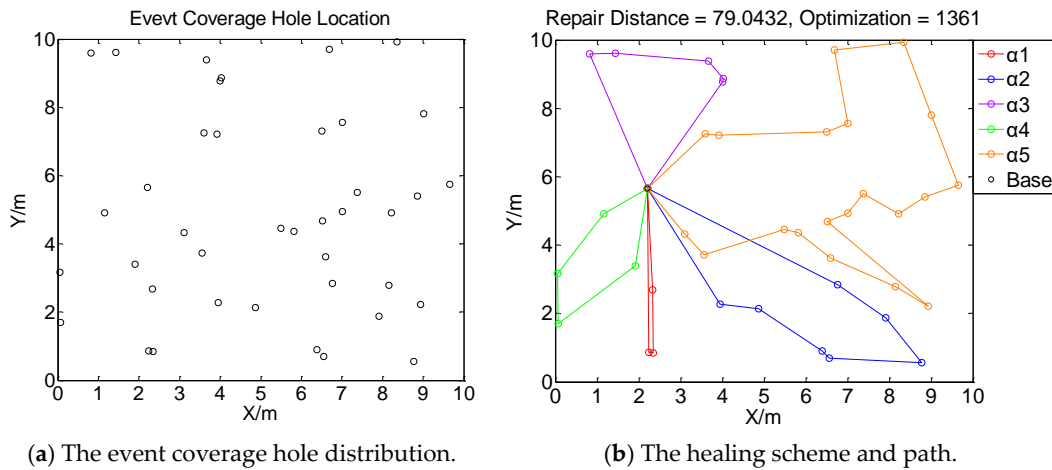 Evevt Coverage Hole Location
10
8
6
4
2
0
Y/m
0 1 2 3 4 5 6 7 8 9 10
X/m
(a) The event coverage hole distribution.
Repair Distance = 79.0432, Optimization = 1361
10
8
6
4
2
0
Y/m
0 1 2 3 4 5 6 7 8 9 10
X/m
α1
α2
α3
α4
α5
Base
(b) The healing scheme and path.